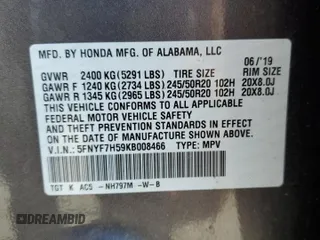 MFD. BY HONDA MFG. OF ALABAMA, LLC
06/'19
GVWR 2400 KG(5291 LBS) TIRE SIZE RIM SIZE
GAWR F 1240 KG(2734 LBS)245/50R20 102H 20X8.0J
GAWR R 1345 KG(2965 LBS)245/50R20 102H 20X8.0J
THIS VEHICLE CONFORMS TO ALL APPLICABLE
FEDERAL MOTOR VEHICLE SAFETY STANDARDS IN EFFECT
ON THE DATE OF MANUFACTURE SHOWN ABOVE.
V.I.N.: 5FNYF7H59KB008466 TYPE: MPV
TGT K AC5 -NH797M -W-B
DREAMBID